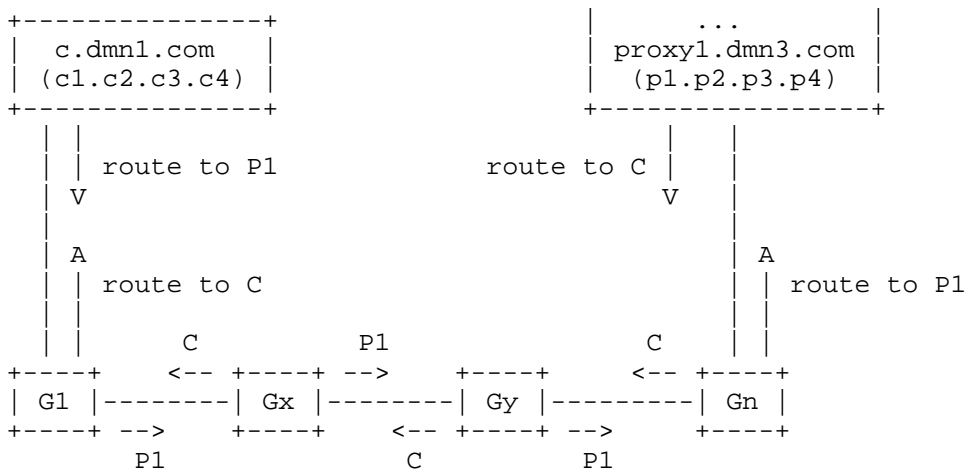 ...
c.dmn1.com proxy1.dmn3.com
(c1.c2.c3.c4) (p1.p2.p3.p4)
route to P1 route to C
V V
A A
route to C route to P1
C P1 C
<-- --> <--
G1 Gx Gy Gn
--> <-- -->
P1 C P1